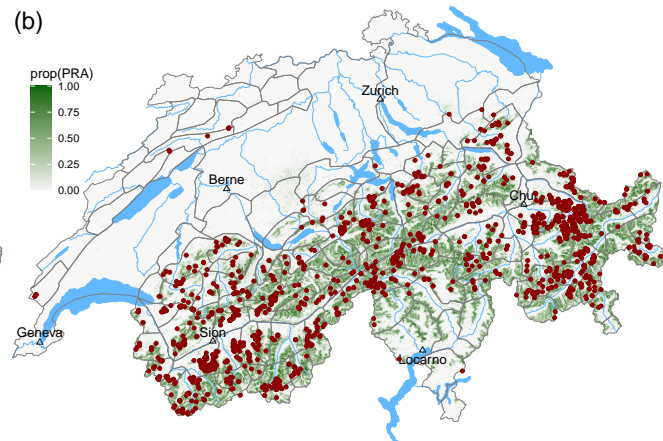 (b)
prop(PRA)
1.00
0.75
0.50
0.25
0.00
Zurich
Berne
Chur
Geneva
Sion
Locarno